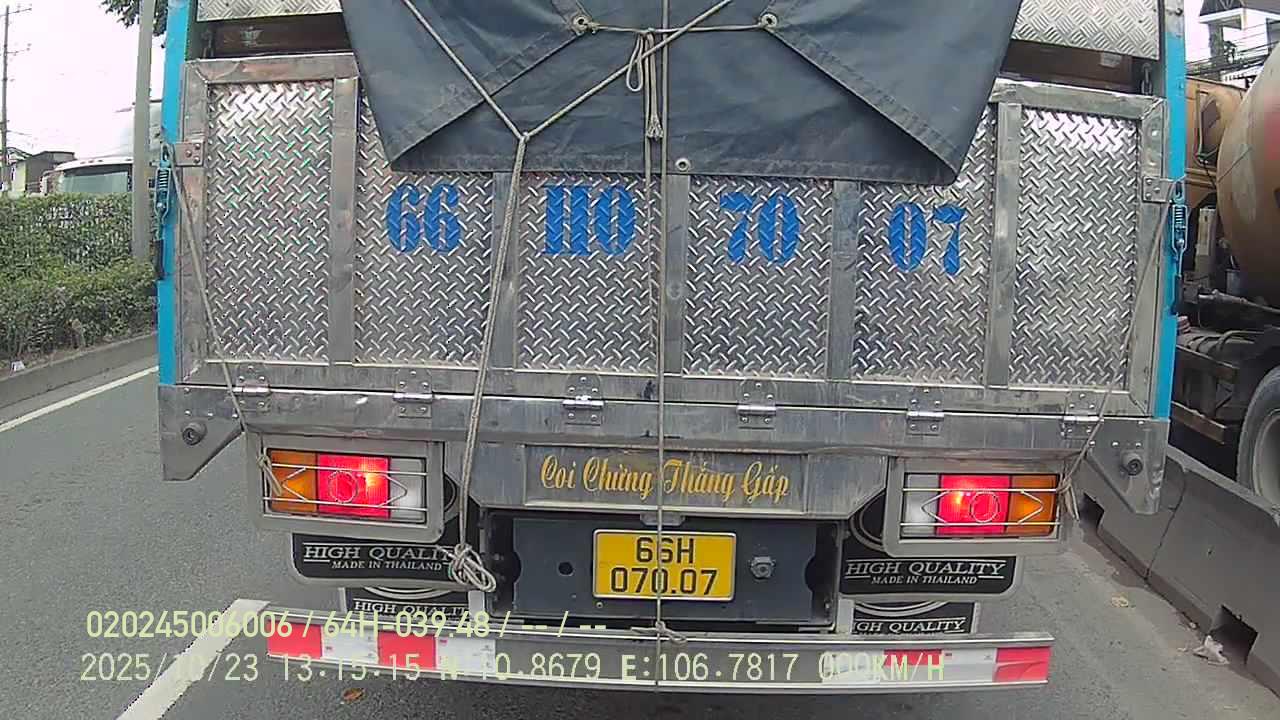 66 H0 70 07
Coi Chừng Thắng Gấp
66H
070.07
HIGH QUALITY
MADE IN THAILAND
HIGH QUALITY
MADE IN THAILAND
HIGH QUALITY
HIGH QUALITY
020245006006 / 64H-039.48 / -- / --
2025/10/23 13:15:15 N:10.8679 E:106.7817 000KM/H